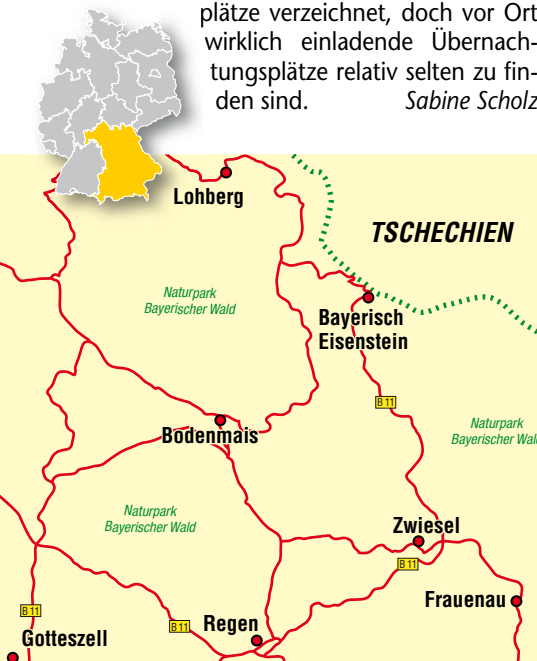 plätze verzeichnet, doch vor Ort
wirklich einladende Übernach-
tungsplätze relativ selten zu fin-
den sind. Sabine Scholz
Lohberg
TSCHECHIEN
Naturpark
Bayerischer Wald
Bayerisch
Eisenstein
B 11
Bodenmais
Naturpark
Bayerischer Wald
Naturpark
Bayerischer Wald
Zwiesel
B 11
Frauenau
B 11
B 11
Regen
Gotteszell